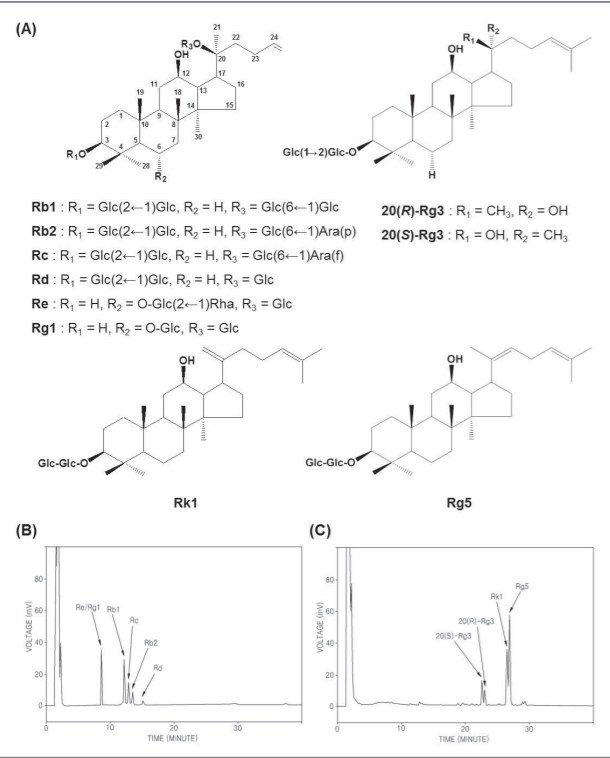 (A)
21
22
24
R₃O
20
23
OH
12
17
11
13
16
19
18
1
9
14
15
2
10
8
30
3
5
7
4
6
R₁O
29
28
R₂
R₁
R₂
OH
Glc(1→2)Glc-O
H
Rb1 : R₁ = Glc(2←1)Glc, R₂ = H, R₃ = Glc(6←1)Glc
Rb2 : R₁ = Glc(2←1)Glc, R₂ = H, R₃ = Glc(6←1)Ara(p)
Rc : R₁ = Glc(2←1)Glc, R₂ = H, R₃ = Glc(6←1)Ara(f)
Rd : R₁ = Glc(2←1)Glc, R₂ = H, R₃ = Glc
Re : R₁ = H, R₂ = O-Glc(2←1)Rha, R₃ = Glc
Rg1 : R₁ = H, R₂ = O-Glc, R₃ = Glc
20(R)-Rg3 : R₁ = CH₃, R₂ = OH
20(S)-Rg3 : R₁ = OH, R₂ = CH₃
OH
Glc-Glc-O
Rk1
OH
Glc-Glc-O
Rg5
(B)
VOLTAGE (mV)
80
60
40
20
0
Re/Rg1
Rb1
Rc
Rb2
Rd
0
10
20
30
TIME (MINUTE)
(C)
VOLTAGE (mV)
80
60
40
20
0
20(S)-Rg3
20(R)-Rg3
Rk1
Rg5
0
10
20
30
TIME (MINUTE)